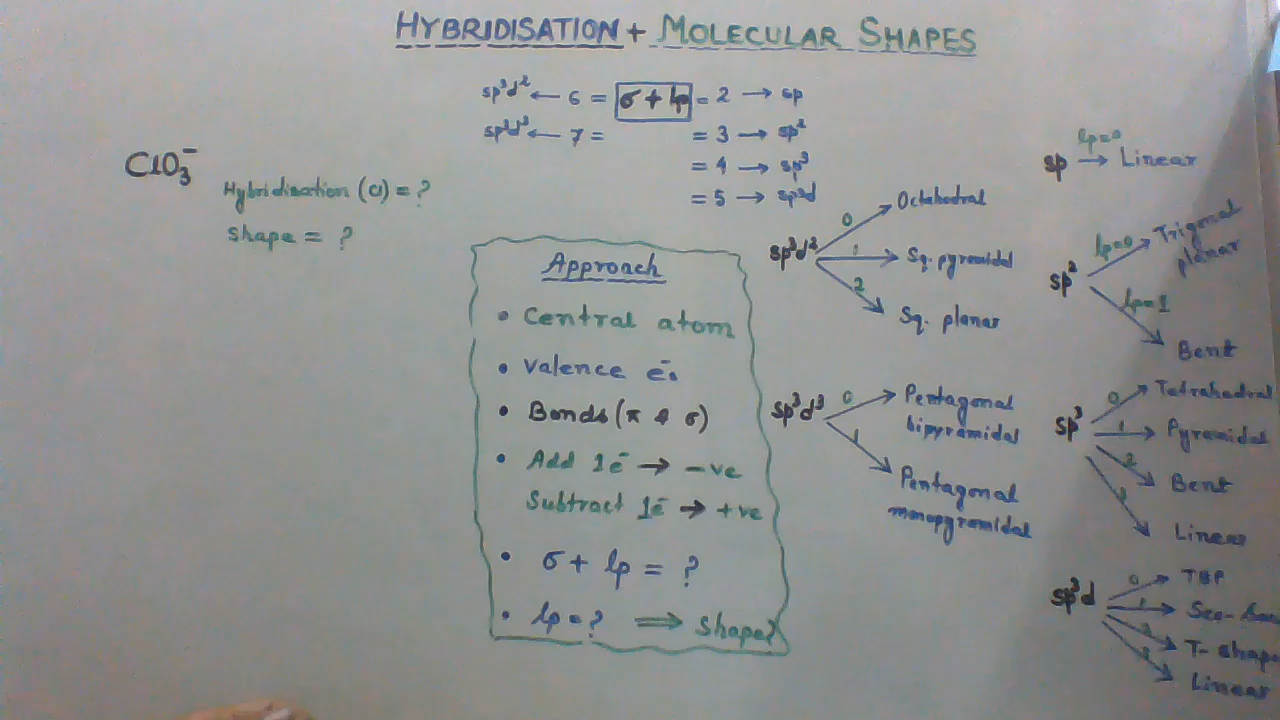 HYBRIDISATION + MOLECULAR SHAPES
sp³d² ← 6 = σ + lp = 2 → sp
sp³d³ ← 7 = = 3 → sp²
= 4 → sp³
= 5 → sp³d
ClO₃⁻
Hybridisation (Cl) = ?
Shape = ?
Approach
• Central atom
• Valence e⁻.
• Bonds (π & σ)
• Add 1e⁻ → -ve
Subtract 1e⁻ → +ve
• σ + lp = ?
• lp = ? ⇒ Shape?
sp³d²
0 Octahedral
1 Sq. pyramidal
2 Sq. planar
sp³d³
0 Pentagonal
bipyramidal
1 Pentagonal
monopyramidal
sp lp=0 → Linear
sp²
lp=0 Trigonal
planar
lp=1 Bent
sp³
0 Tetrahedral
1 Pyramidal
2 Bent
3 Linear
sp³d
0 TBP
1 See-
2 T-shape
3 Linear